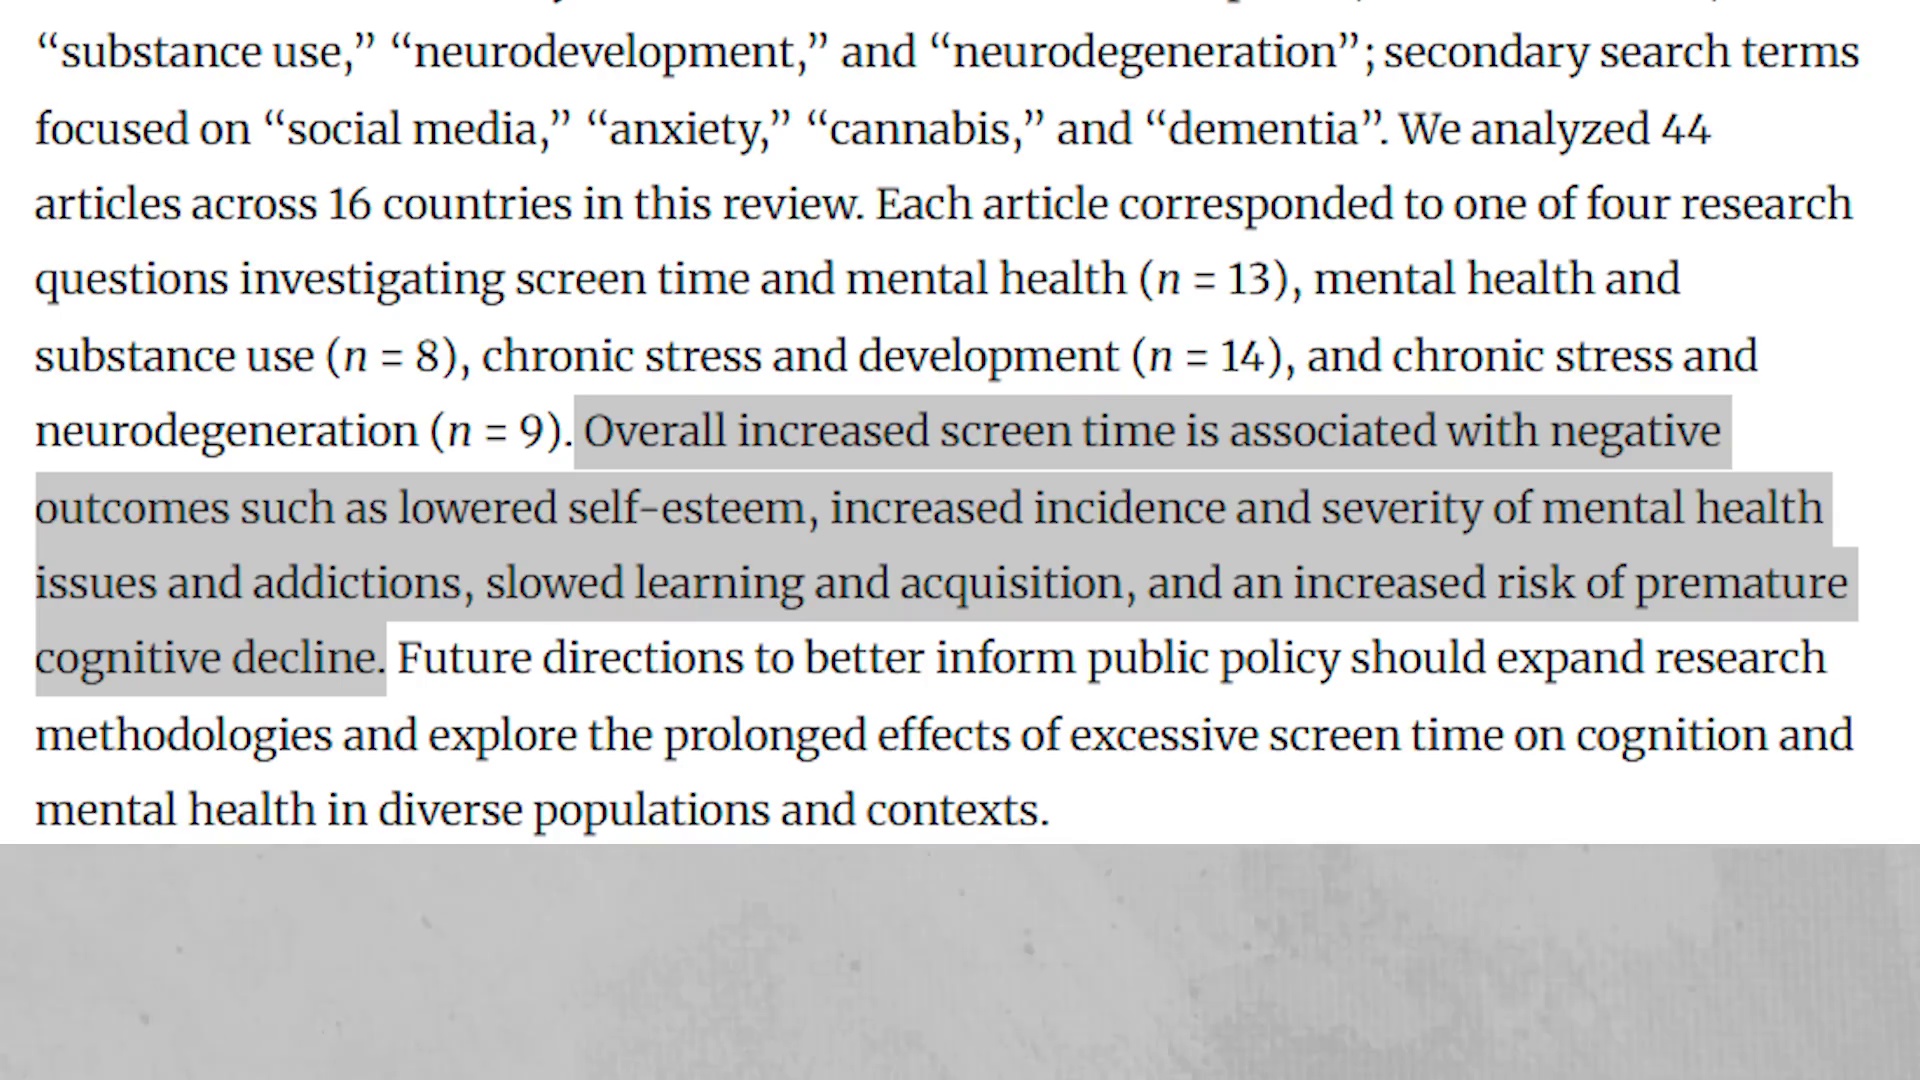 “substance use,” “neurodevelopment,” and “neurodegeneration”; secondary search terms
focused on “social media,” “anxiety,” “cannabis,” and “dementia”. We analyzed 44
articles across 16 countries in this review. Each article corresponded to one of four research
questions investigating screen time and mental health (n = 13), mental health and
substance use (n = 8), chronic stress and development (n = 14), and chronic stress and
neurodegeneration (n = 9). Overall increased screen time is associated with negative
outcomes such as lowered self-esteem, increased incidence and severity of mental health
issues and addictions, slowed learning and acquisition, and an increased risk of premature
cognitive decline. Future directions to better inform public policy should expand research
methodologies and explore the prolonged effects of excessive screen time on cognition and
mental health in diverse populations and contexts.